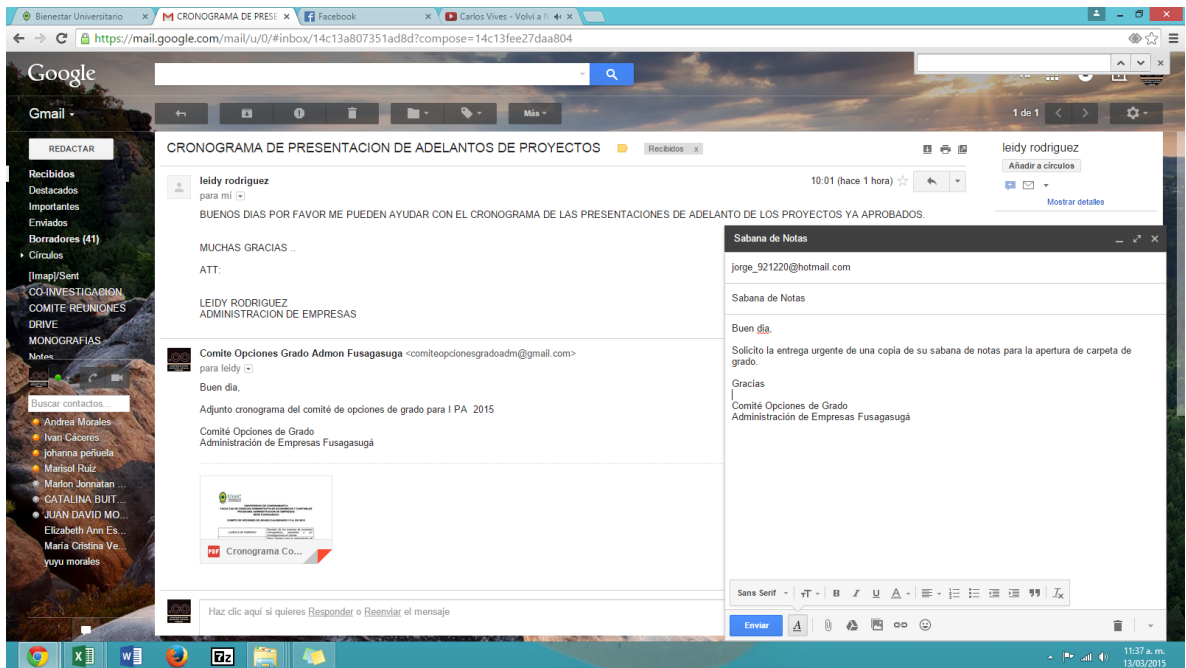 Bienestar Universitario
CRONOGRAMA DE PRESE
Facebook
Carlos Vives - Volví a N
https://mail.google.com/mail/u/0/#inbox/14c13a807351ad8d?compose=14c13fee27daa804
Google
Gmail
Más
1 de 1
REDACTAR
Recibidos
Destacados
Importantes
Enviados
Borradores (41)
Círculos
[Imap]/Sent
CO-INVESTIGACION
COMITE REUNIONES
DRIVE
MONOGRAFIAS
Notes
Buscar contactos...
Andrea Morales
Ivan Cáceres
johanna peñuela
Marisol Ruiz
Marlon Jonnatan ...
CATALINA BUIT...
JUAN DAVID MO...
Elizabeth Ann Es...
María Cristina Ve...
yuyu morales
CRONOGRAMA DE PRESENTACION DE ADELANTOS DE PROYECTOS
Recibidos x
leidy rodriguez
10:01 (hace 1 hora)
para mí
BUENOS DIAS POR FAVOR ME PUEDEN AYUDAR CON EL CRONOGRAMA DE LAS PRESENTACIONES DE ADELANTO DE LOS PROYECTOS YA APROBADOS.
MUCHAS GRACIAS ..
ATT:
LEIDY RODRIGUEZ
ADMINISTRACION DE EMPRESAS
Comite Opciones Grado Admon Fusagasuga <comiteopcionesgradoadm@gmail.com>
para leidy
Buen dia,
Adjunto cronograma del comité de opciones de grado para I PA 2015
Comité Opciones de Grado
Administración de Empresas Fusagasugá
PDF Cronograma Co...
Haz clic aquí si quieres Responder o Reenviar el mensaje
leidy rodriguez
Añadir a círculos
Mostrar detalles
Sabana de Notas
jorge_921220@hotmail.com
Sabana de Notas
Buen dia,
Solicito la entrega urgente de una copia de su sabana de notas para la apertura de carpeta de
grado.
Gracias
Comité Opciones de Grado
Administración de Empresas Fusagasugá
Sans Serif
Enviar
11:37 a. m.
13/03/2015